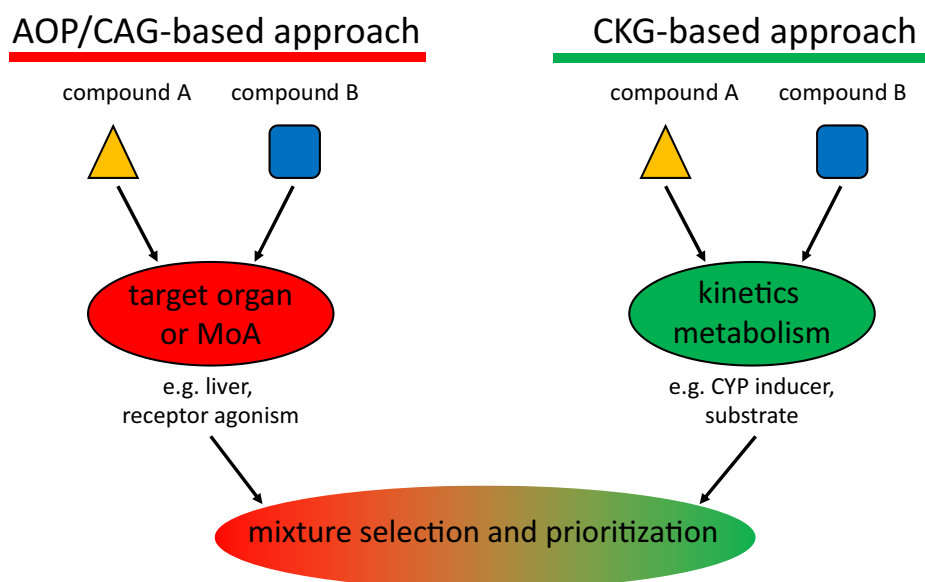 AOP/CAG-based approach
compound A
compound B
target organ
or MoA
e.g. liver,
receptor agonism
CKG-based approach
compound A
compound B
kinetics
metabolism
e.g. CYP inducer,
substrate
mixture selection and prioritization